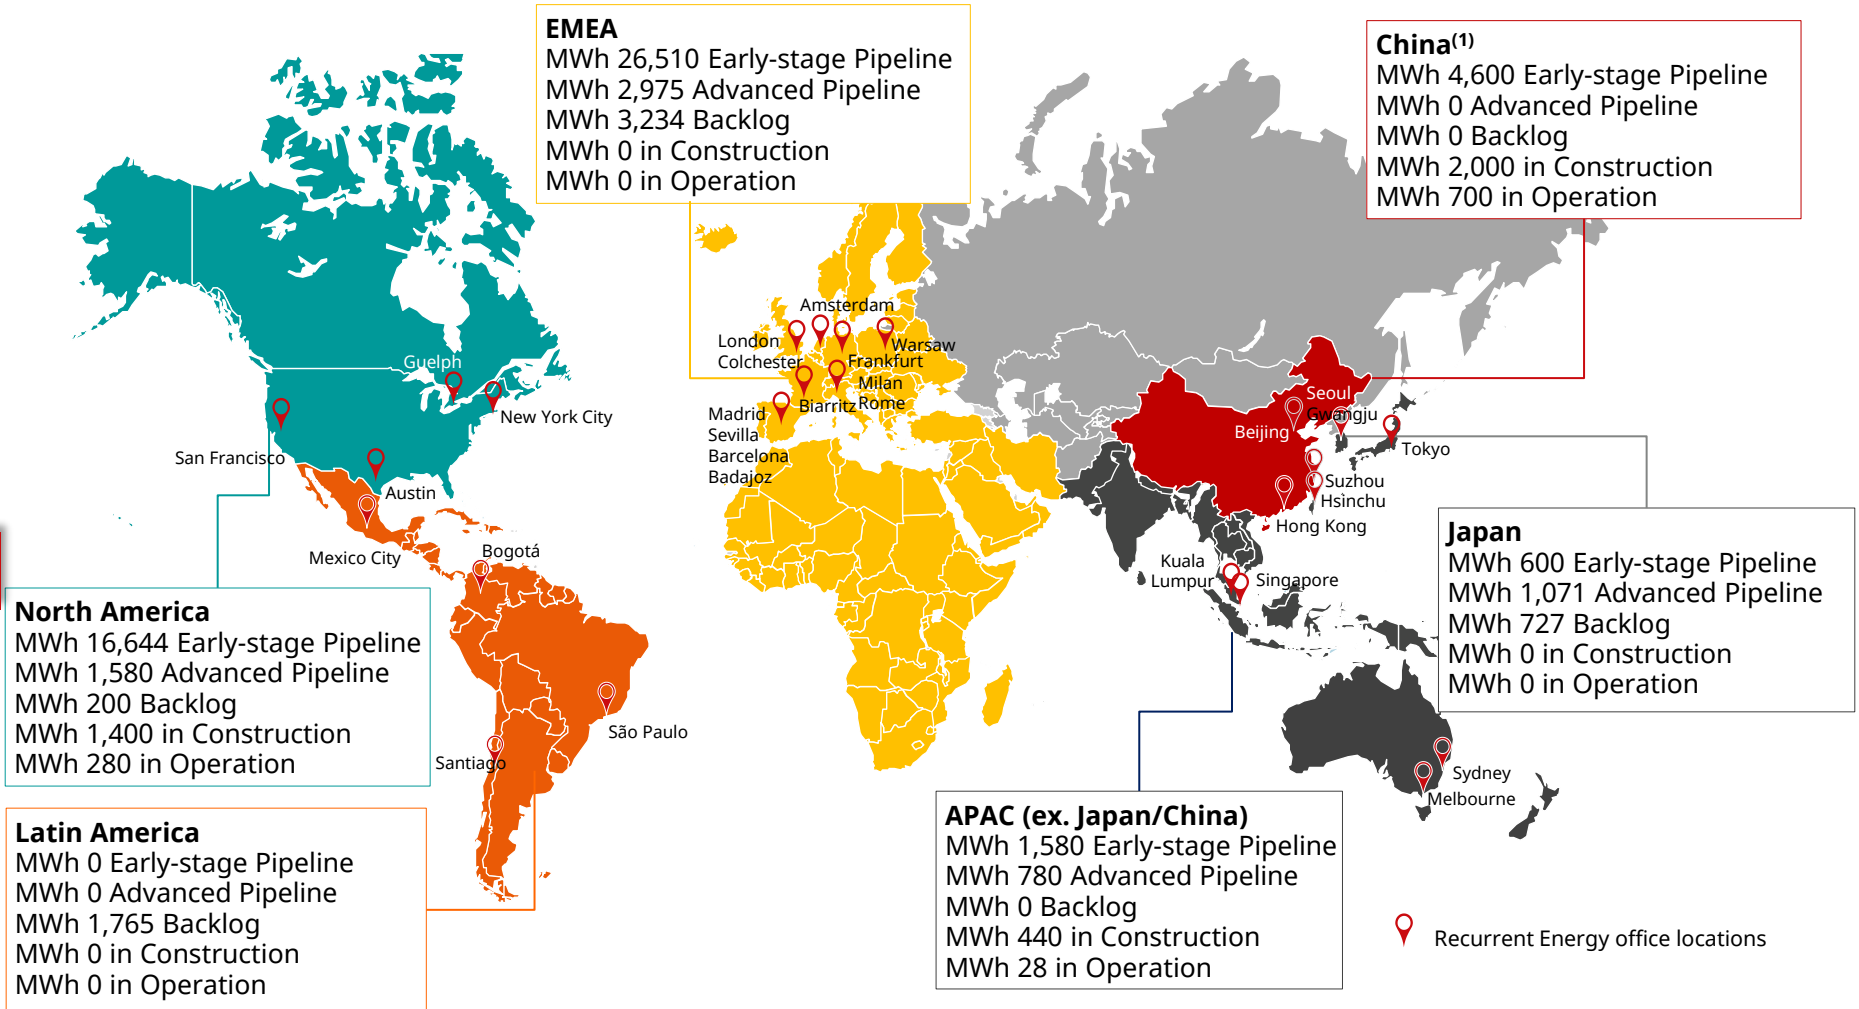 EMEA
MWh 26,510 Early-stage Pipeline
MWh 2,975 Advanced Pipeline
MWh 3,234 Backlog
MWh 0 in Construction
MWh 0 in Operation
China(1)
MWh 4,600 Early-stage Pipeline
MWh 0 Advanced Pipeline
MWh 0 Backlog
MWh 2,000 in Construction
MWh 700 in Operation
Guelph
New York City
San Francisco
Austin
Mexico City
Bogotá
São Paulo
Santiago
Amsterdam
London
Colchester
Warsaw
Frankfurt
Milan
Rome
Biarritz
Madrid
Sevilla
Barcelona
Badajoz
Seoul
Gwangju
Beijing
Tokyo
Suzhou
Hsinchu
Hong Kong
Kuala
Lumpur
Singapore
Sydney
Melbourne
North America
MWh 16,644 Early-stage Pipeline
MWh 1,580 Advanced Pipeline
MWh 200 Backlog
MWh 1,400 in Construction
MWh 280 in Operation
Japan
MWh 600 Early-stage Pipeline
MWh 1,071 Advanced Pipeline
MWh 727 Backlog
MWh 0 in Construction
MWh 0 in Operation
Latin America
MWh 0 Early-stage Pipeline
MWh 0 Advanced Pipeline
MWh 1,765 Backlog
MWh 0 in Construction
MWh 0 in Operation
APAC (ex. Japan/China)
MWh 1,580 Early-stage Pipeline
MWh 780 Advanced Pipeline
MWh 0 Backlog
MWh 440 in Construction
MWh 28 in Operation
Recurrent Energy office locations